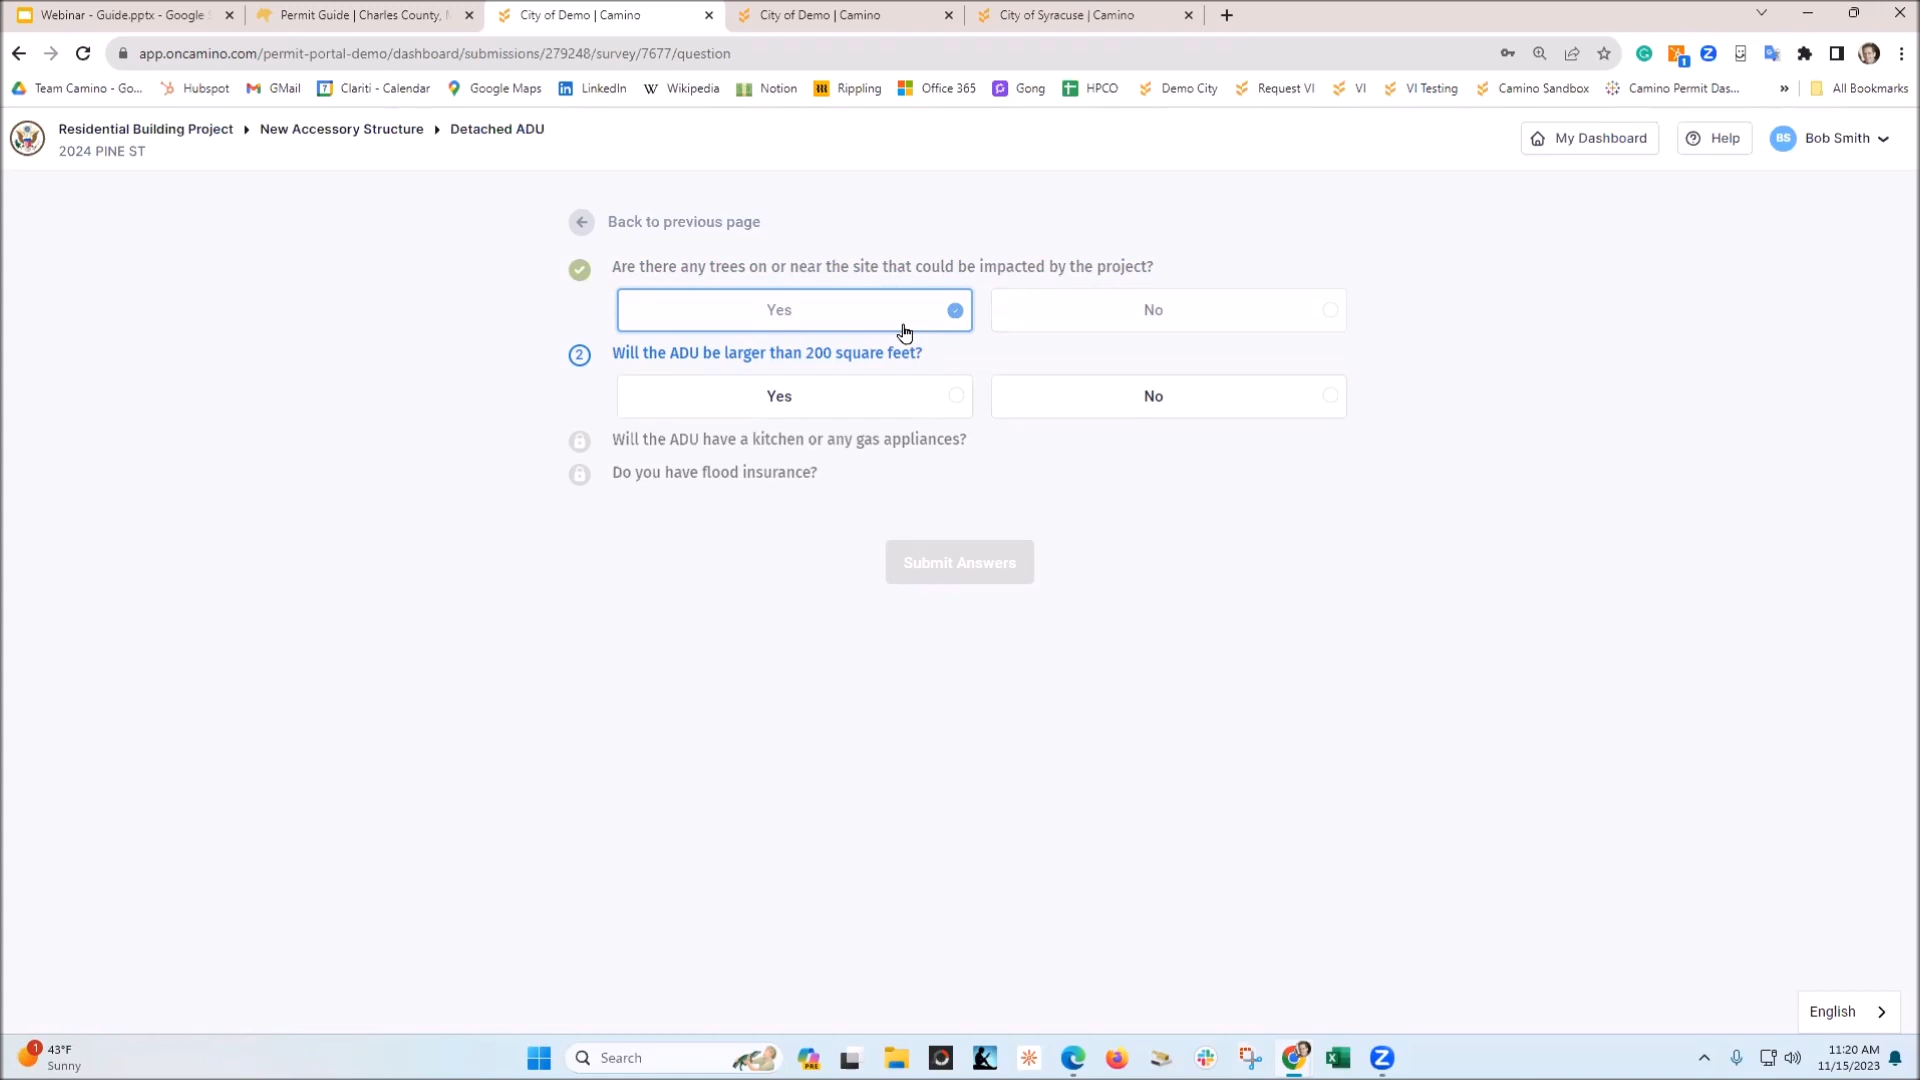 Webinar - Guide.pptx - Google S
Permit Guide | Charles County, M
City of Demo | Camino
City of Demo | Camino
City of Syracuse | Camino
app.oncamino.com/permit-portal-demo/dashboard/submissions/279248/survey/7677/question
Team Camino - Go...
Hubspot
GMail
Clariti - Calendar
Google Maps
LinkedIn
Wikipedia
Notion
Rippling
Office 365
Gong
HPCO
Demo City
Request VI
VI
VI Testing
Camino Sandbox
Camino Permit Das...
»
All Bookmarks
Residential Building Project
New Accessory Structure
Detached ADU
2024 PINE ST
My Dashboard
Help
BS
Bob Smith
Back to previous page
Are there any trees on or near the site that could be impacted by the project?
Yes
No
2
Will the ADU be larger than 200 square feet?
Yes
No
Will the ADU have a kitchen or any gas appliances?
Do you have flood insurance?
Submit Answers
English
1
43°F
Sunny
Search
PRE
11:20 AM
11/15/2023